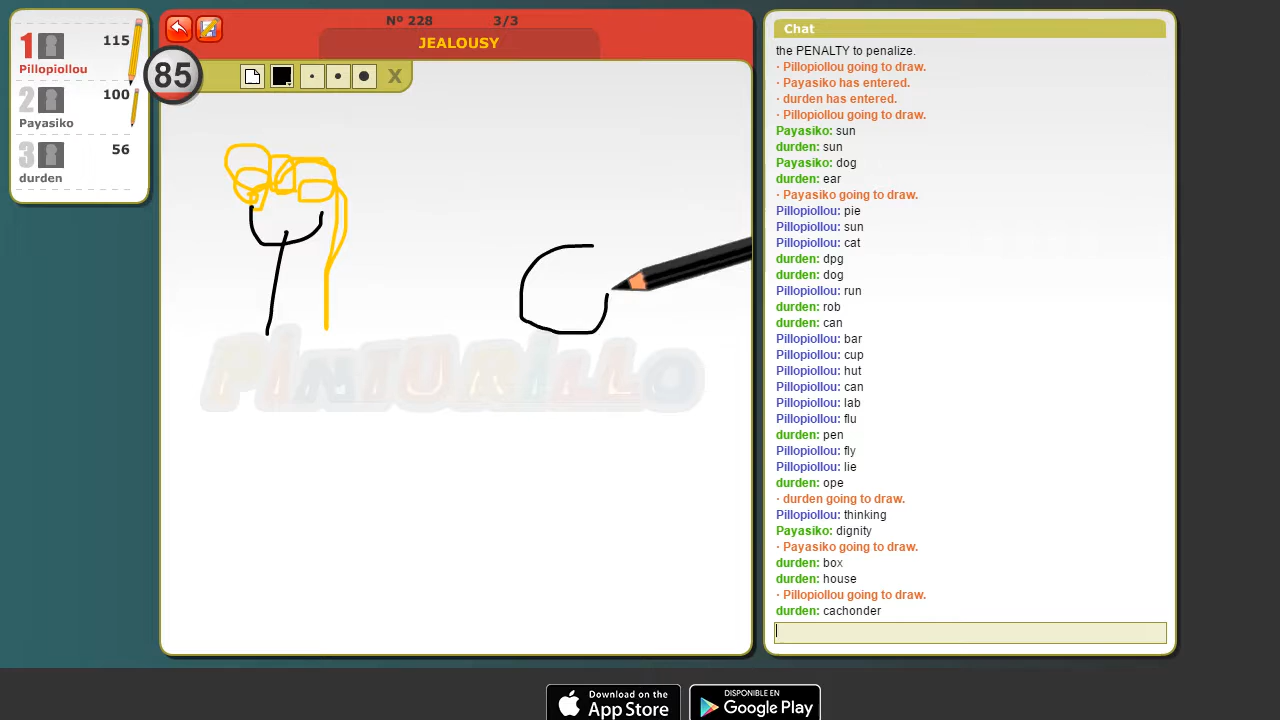 1
115
Pillopiollou
2
100
Payasiko
3
56
durden
Nº 228
3/3
JEALOUSY
85
X
PINTURILLO
Chat
the PENALTY to penalize.
· Pillopiollou going to draw.
· Payasiko has entered.
· durden has entered.
· Pillopiollou going to draw.
Payasiko: sun
durden: sun
Payasiko: dog
durden: ear
· Payasiko going to draw.
Pillopiollou: pie
Pillopiollou: sun
Pillopiollou: cat
durden: dpg
durden: dog
Pillopiollou: run
durden: rob
durden: can
Pillopiollou: bar
Pillopiollou: cup
Pillopiollou: hut
Pillopiollou: can
Pillopiollou: lab
Pillopiollou: flu
durden: pen
Pillopiollou: fly
Pillopiollou: lie
durden: ope
· durden going to draw.
Pillopiollou: thinking
Payasiko: dignity
· Payasiko going to draw.
durden: box
durden: house
· Pillopiollou going to draw.
durden: cachonder
Download on the
App Store
DISPONIBLE EN
Google Play